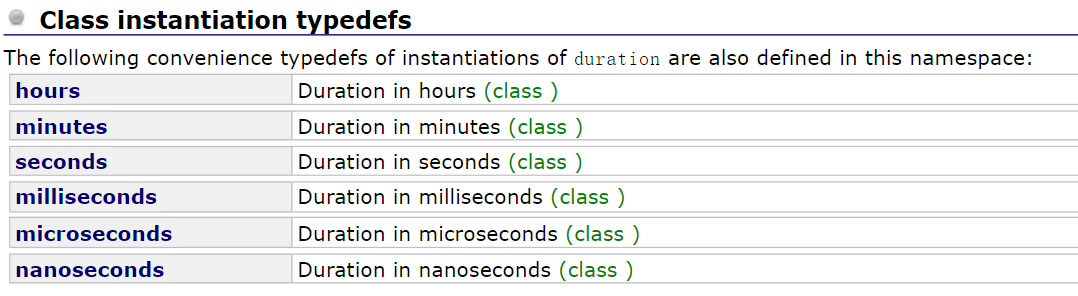 Class instantiation typedefs
The following convenience typedefs of instantiations of duration are also defined in this namespace:
hours Duration in hours (class )
minutes Duration in minutes (class )
seconds Duration in seconds (class )
milliseconds Duration in milliseconds (class )
microseconds Duration in microseconds (class )
nanoseconds Duration in nanoseconds (class )